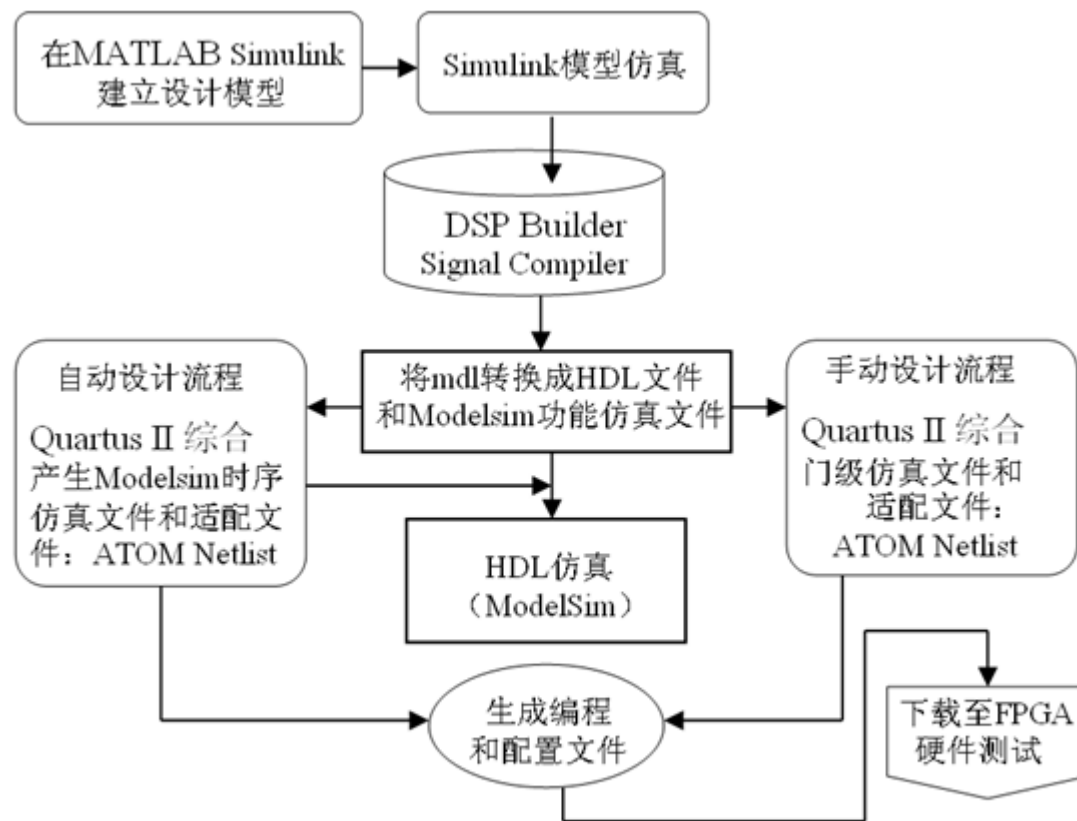 在MATLAB Simulink
建立设计模型
Simulink模型仿真
DSP Builder
Signal Compiler
将mdl转换成HDL文件
和Modelsim功能仿真文件
自动设计流程
Quartus II 综合
产生Modelsim时序
仿真文件和适配文
件：ATOM Netlist
手动设计流程
Quartus II 综合
门级仿真文件和
适配文件：
ATOM Netlist
HDL仿真
（ModelSim）
生成编程
和配置文件
下载至FPGA
硬件测试